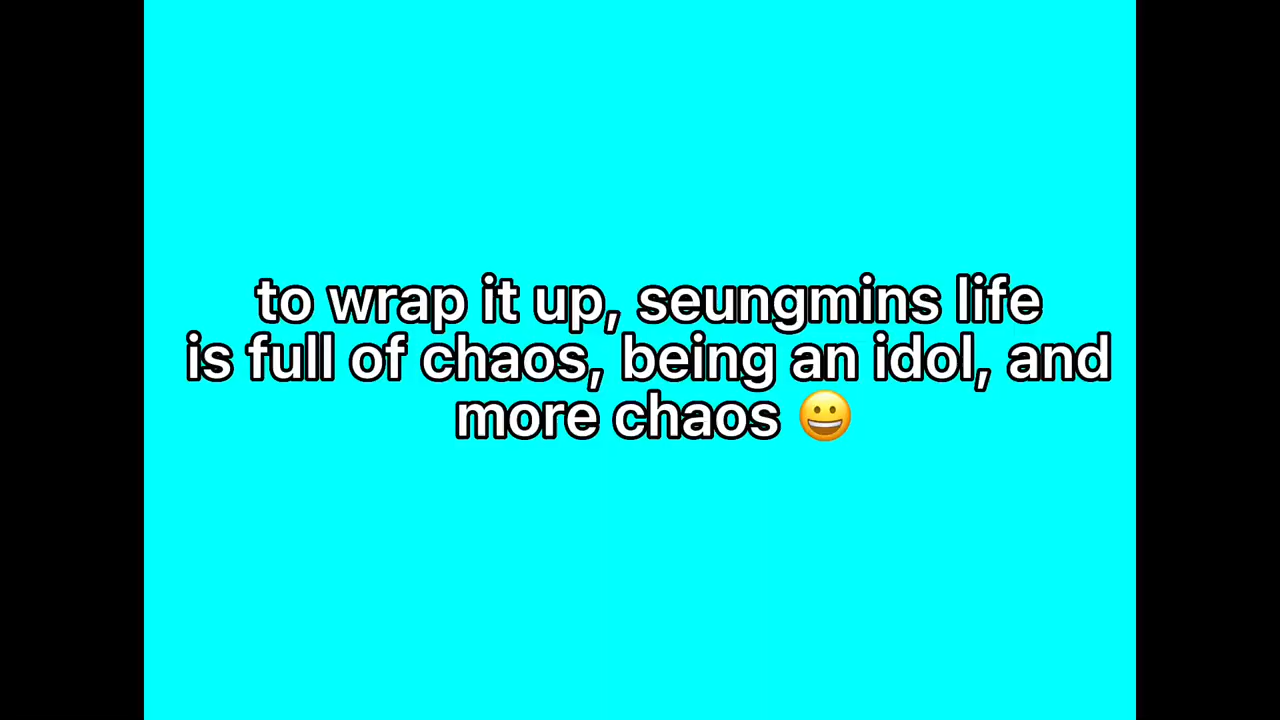 to wrap it up, seungmins life
is full of chaos, being an idol, and
more chaos 😀